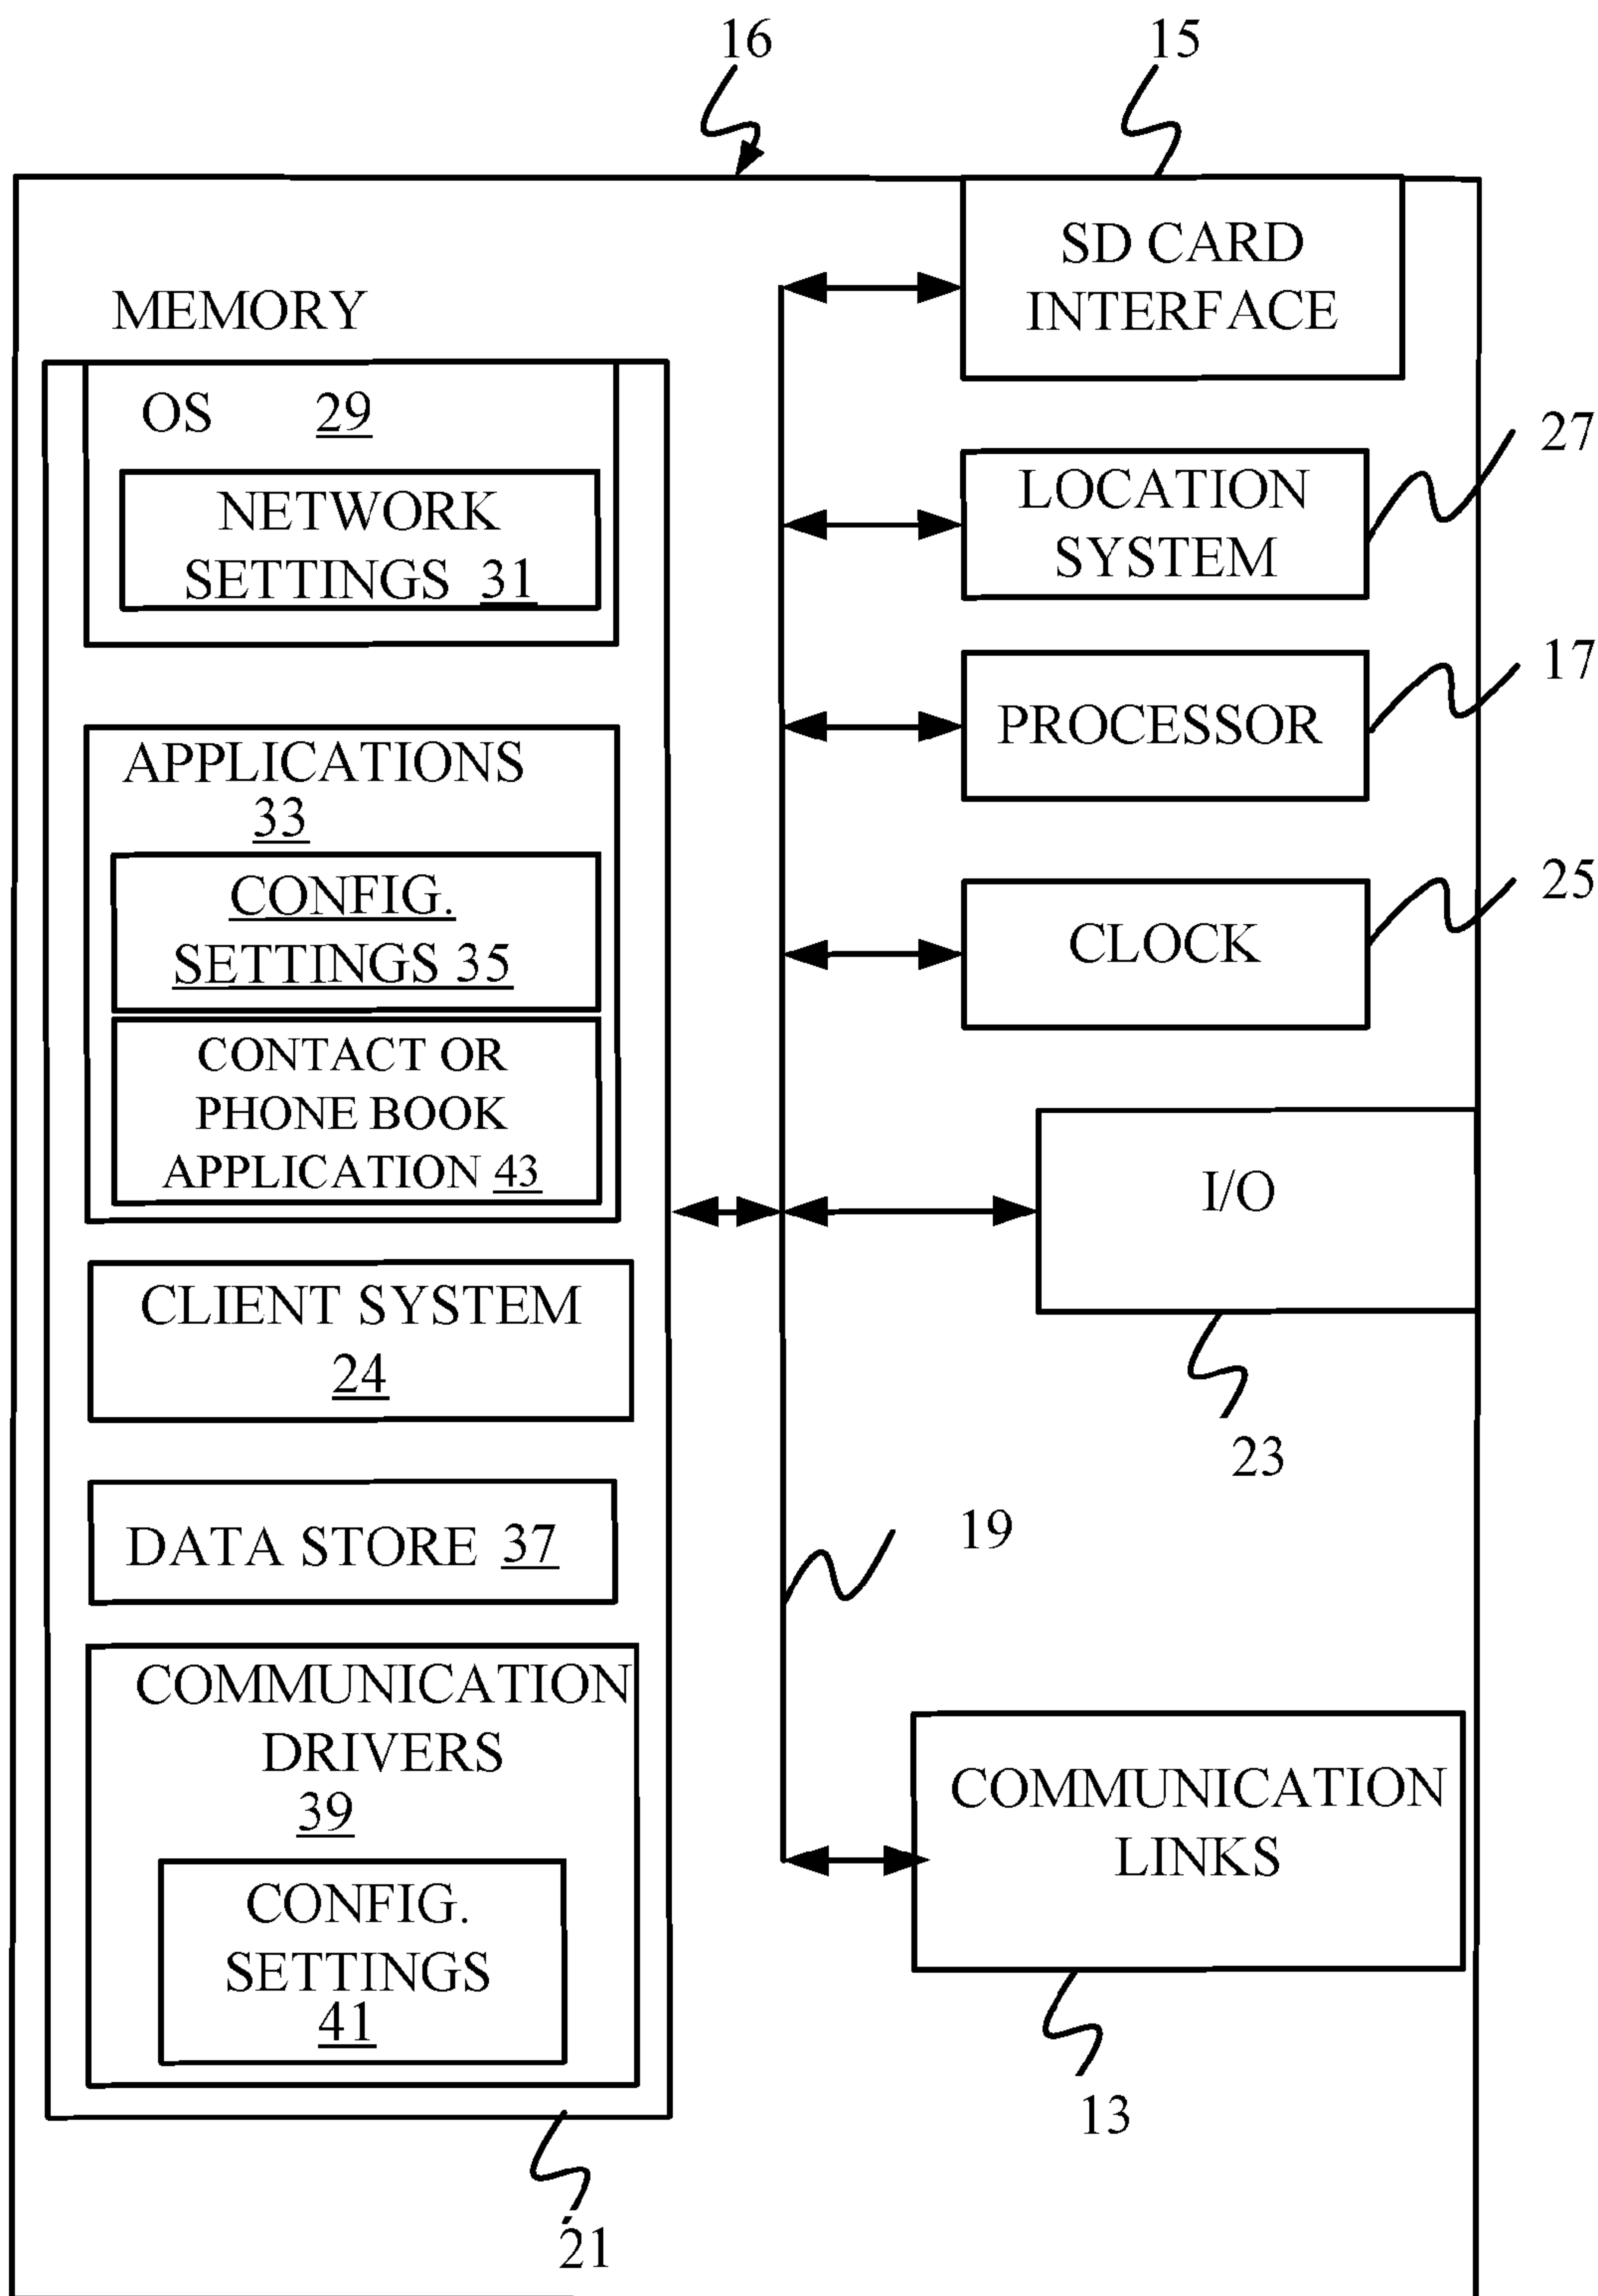 16
15
SD CARD
INTERFACE
MEMORY
OS 29
NETWORK
SETTINGS 31
27
LOCATION
SYSTEM
17
PROCESSOR
APPLICATIONS
33
CONFIG.
SETTINGS 35
25
CLOCK
CONTACT OR
PHONE BOOK
APPLICATION 43
I/O
23
CLIENT SYSTEM
24
DATA STORE 37
19
COMMUNICATION
DRIVERS
39
CONFIG.
SETTINGS
41
COMMUNICATION
LINKS
13
21